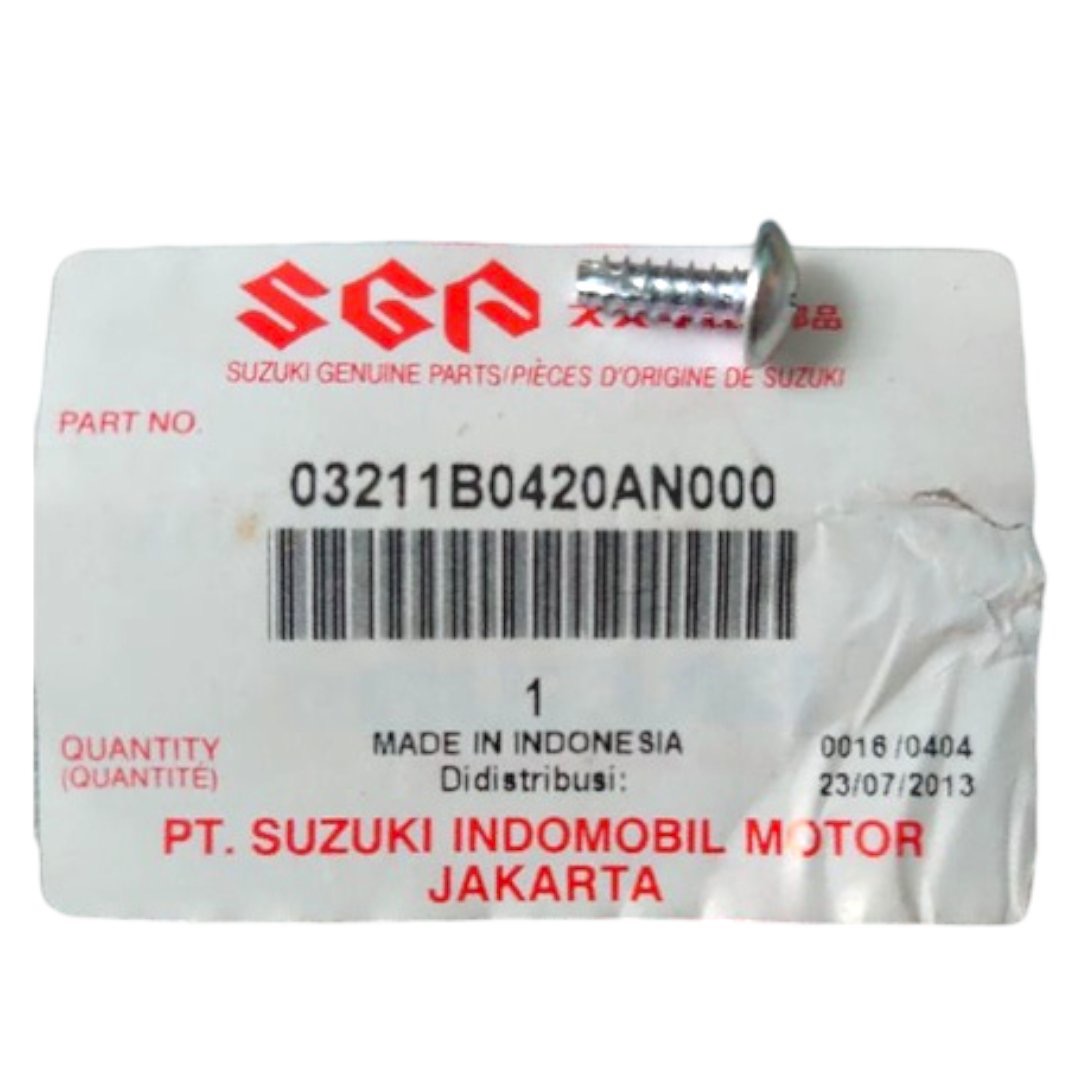 SGP
SUZUKI GENUINE PARTS/PIÈCES D'ORIGINE DE SUZUKI
PART NO.
03211B0420AN000
1
QUANTITY
(QUANTITÉ)
MADE IN INDONESIA
Didistribusi:
0016/0404
23/07/2013
PT. SUZUKI INDOMOBIL MOTOR
JAKARTA